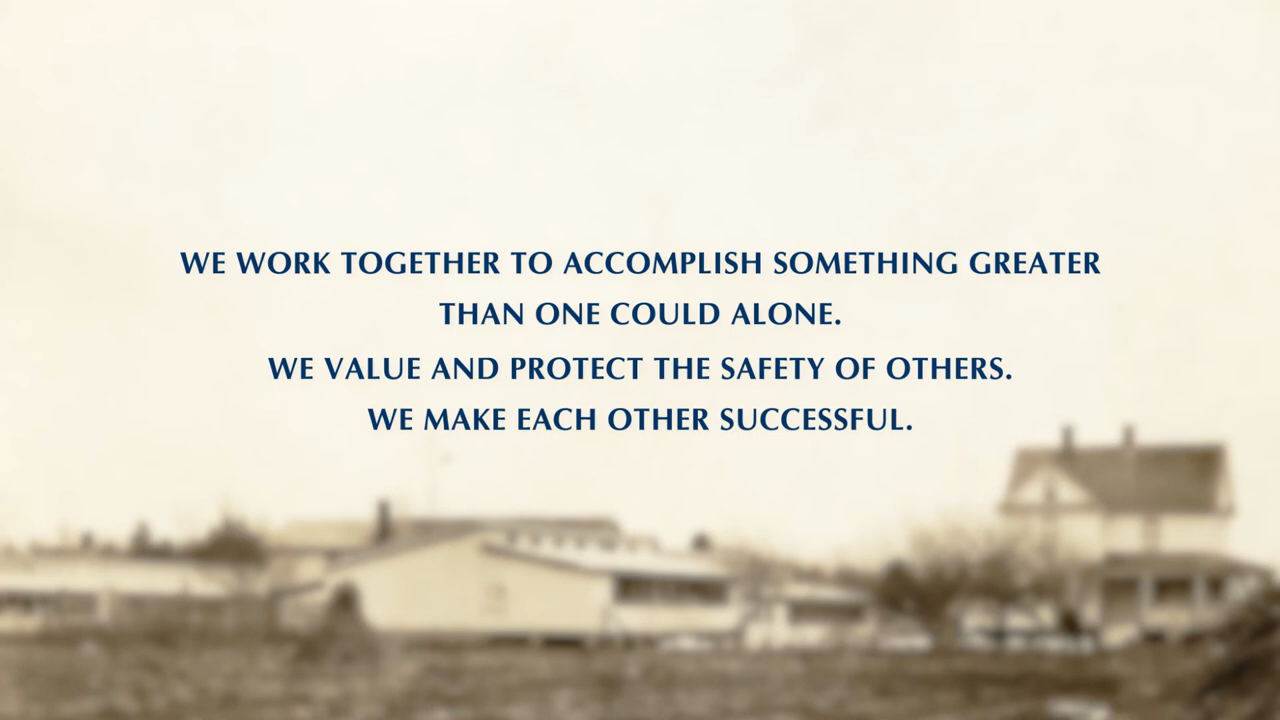 WE WORK TOGETHER TO ACCOMPLISH SOMETHING GREATER
THAN ONE COULD ALONE.
WE VALUE AND PROTECT THE SAFETY OF OTHERS.
WE MAKE EACH OTHER SUCCESSFUL.